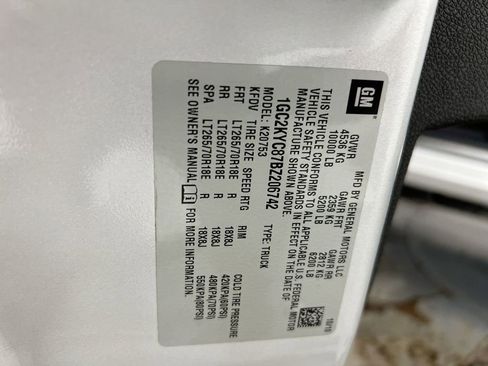 GM
MFD BY GENERAL MOTORS LLC
10/10
GVWR GAWR FRT GAWR RR
4536 KG 2359 KG 2812 KG
10000 LB 5200 LB 6200 LB
THIS VEHICLE CONFORMS TO ALL APPLICABLE U.S. FEDERAL MOTOR
VEHICLE SAFETY STANDARDS IN EFFECT ON THE DATE OF
MANUFACTURE SHOWN ABOVE.
1GC2KYC87BZ206742 TYPE: TRUCK
MODEL: K20753
KFDV TIRE SIZE SPEED RTG RIM COLD TIRE PRESSURE
FRT LT265/70R18E R 18X8J 420KPA(60PSI)
RR LT265/70R18E R 18X8J 480KPA(70PSI)
SPA LT265/70R18E R 18X8J 550KPA(80PSI)
SEE OWNER'S MANUAL FOR MORE INFORMATION